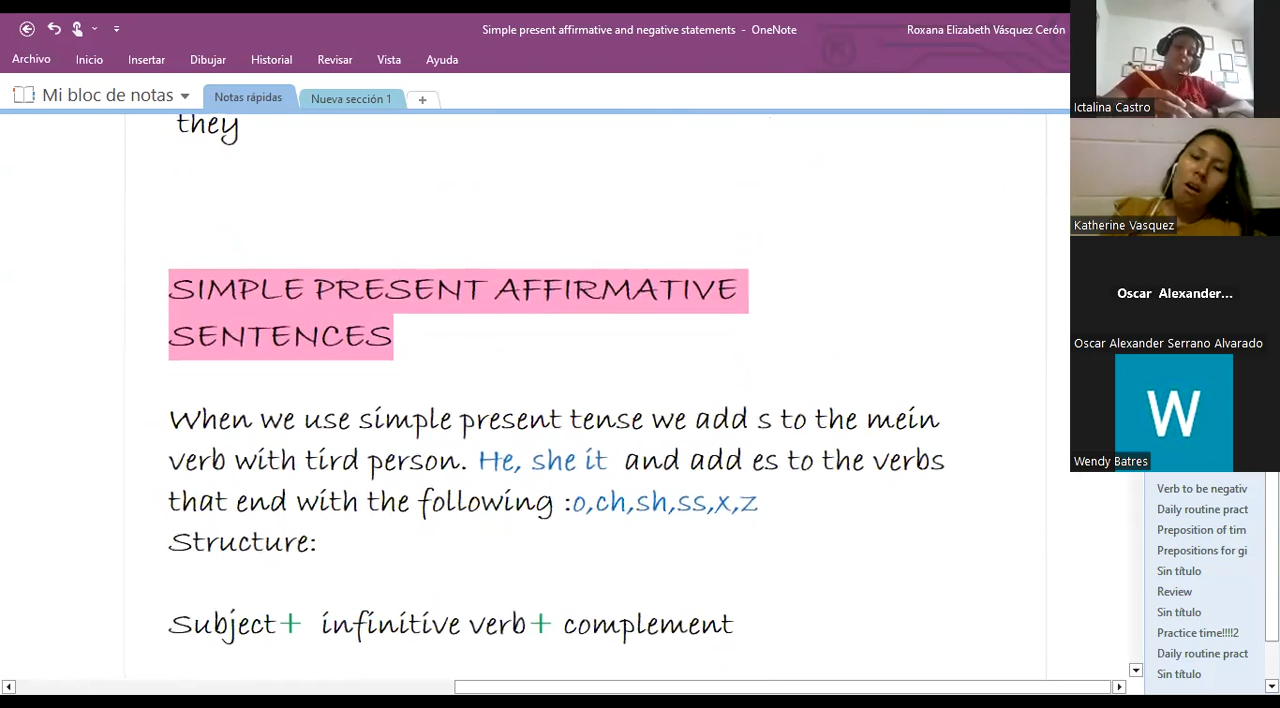 Simple present affirmative and negative statements - OneNote
Roxana Elizabeth Vásquez Cerón
Archivo Inicio Insertar Dibujar Historial Revisar Vista Ayuda
Mi bloc de notas Notas rápidas Nueva sección 1 +
they
SIMPLE PRESENT AFFIRMATIVE
SENTENCES
When we use simple present tense we add s to the mein
verb with tird person. He, she it and add es to the verbs
that end with the following :o,ch,sh,ss,x,z
Structure:
Subject+ infinitive verb+ complement
Ictalina Castro
Katherine Vasquez
Oscar Alexander...
Oscar Alexander Serrano Alvarado
W
Wendy Batres
Verb to be negativ
Daily routine pract
Preposition of tim
Prepositions for gi
Sin título
Review
Sin título
Practice time!!!!2
Daily routine pract
Sin título